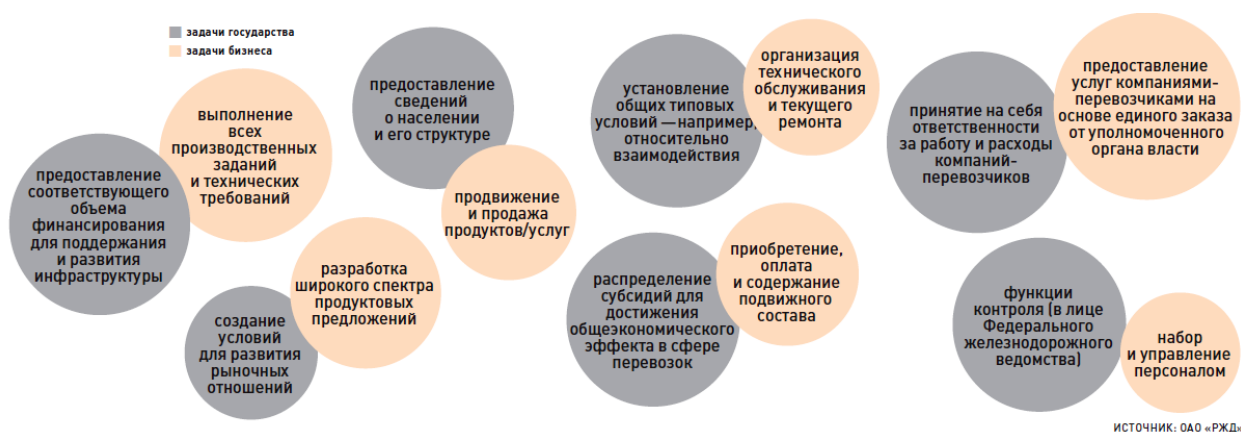 задачи государства
задачи бизнеса
предоставление
соответствующего
объема
финансирования
для поддержания
и развития
инфраструктуры
выполнение
всех
производственных
заданий
и технических
требований
создание
условий
для развития
рыночных
отношений
разработка
широкого спектра
продуктовых
предложений
предоставление
сведений
о населении
и его структуре
продвижение
и продажа
продуктов/услуг
установление
общих типовых
условий — например,
относительно
взаимодействия
организация
технического
обслуживания
и текущего
ремонта
распределение
субсидий для
достижения
общеэкономического
эффекта в сфере
перевозок
приобретение,
оплата
и содержание
подвижного
состава
принятие на себя
ответственности
за работу и расходы
компаний-
перевозчиков
предоставление
услуг компаниями-
перевозчиками на
основе единого заказа
от уполномоченного
органа власти
функции
контроля (в лице
Федерального
железнодорожного
ведомства)
набор
и управление
персоналом
ИСТОЧНИК: ОАО «РЖД»